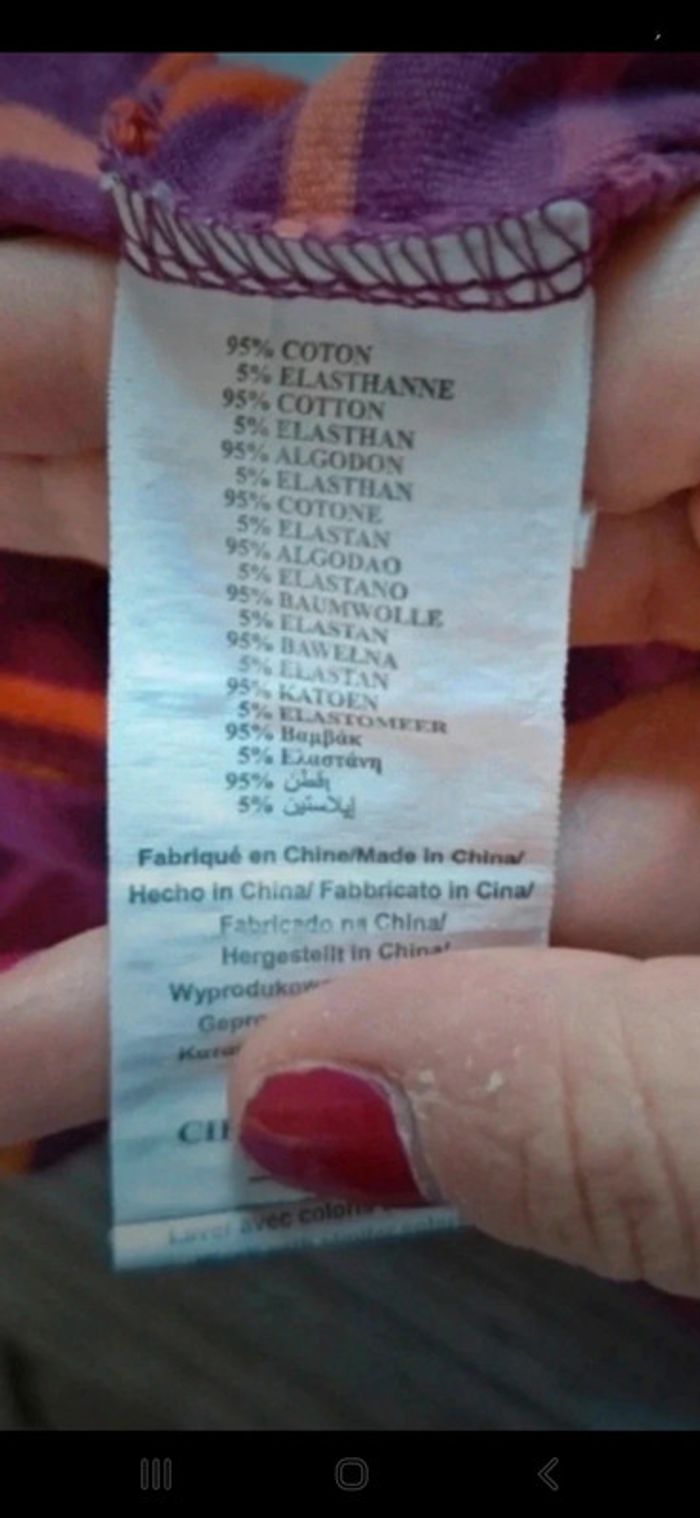 95% COTON
5% ELASTHANNE
95% COTTON
5% ELASTHAN
95% ALGODON
5% ELASTHAN
95% COTONE
5% ELASTAN
95% ALGODAO
5% ELASTANO
95% BAUMWOLLE
5% ELASTAN
95% BAWELNA
5% ELASTAN
95% KATOEN
5% ELASTOMEER
95% Βαμβάκ
5% Ελαστάνη
95% قطن
5% إيلاستين
Fabriqué en Chine/Made in China/
Hecho in China/ Fabbricato in Cina/
Fabricado na China/
Hergestellt in China/
Laver avec coloris